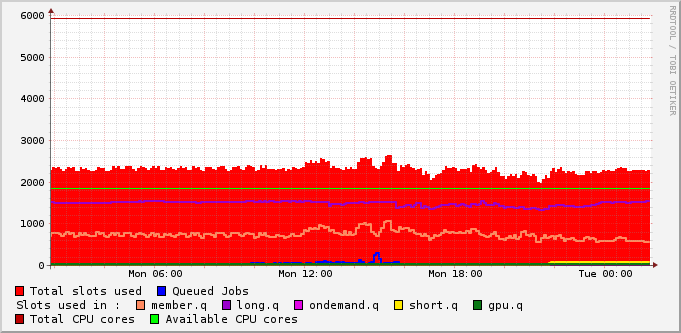 6000
5000
4000
3000
2000
1000
0
Mon 06:00 Mon 12:00 Mon 18:00 Tue 00:00
RRDTOOL / TOBI OETIKER
Total slots used Queued Jobs
Slots used in : member.q long.q ondemand.q short.q gpu.q
Total CPU cores Available CPU cores